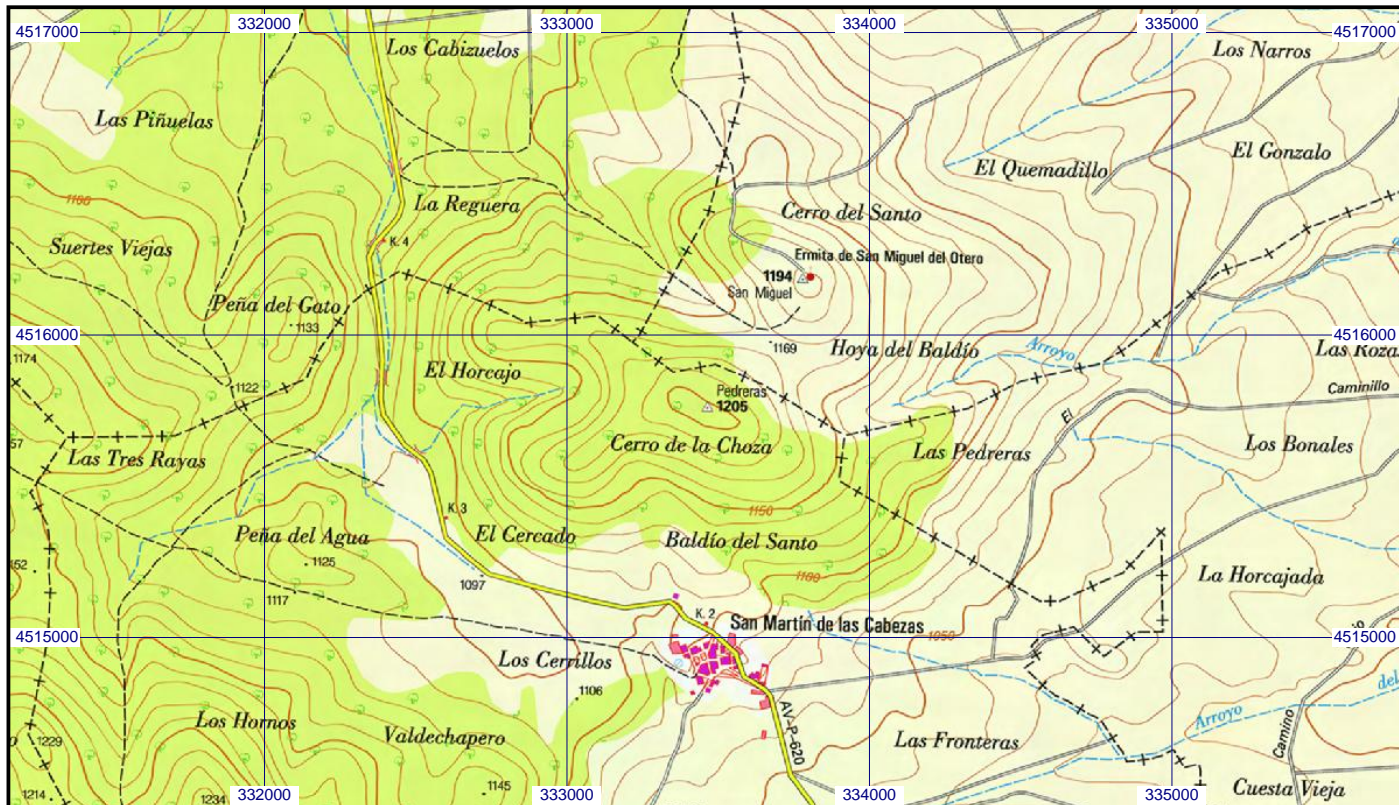 332000
333000
334000
335000
4517000
4517000
Los Cabizuelos
Los Narros
Las Piñuelas
El Gonzalo
El Quemadillo
1100
La Reguera
Cerro del Santo
K. 4
Suertes Viejas
Ermita de San Miguel del Otero
1194
San Miguel
Peña del Gato
1133
4516000
4516000
1169
Hoya del Baldío
Arroyo
Las Roza
1174
El Horcajo
1122
Pedreras
1205
Caminillo
El
57
Las Tres Rayas
Cerro de la Choza
Las Pedreras
Los Bonales
K. 3
1150
Peña del Agua
El Cercado
Baldío del Santo
52
1125
1097
1100
La Horcajada
1117
K. 2
San Martín de las Cabezas
1050
4515000
4515000
Los Cerrillos
1106
del
Los Hornos
Valdechapero
AV-P-620
Arroyo
Camino
Las Fronteras
1229
1145
1214
1234
Cuesta Vieja
332000
333000
334000
335000